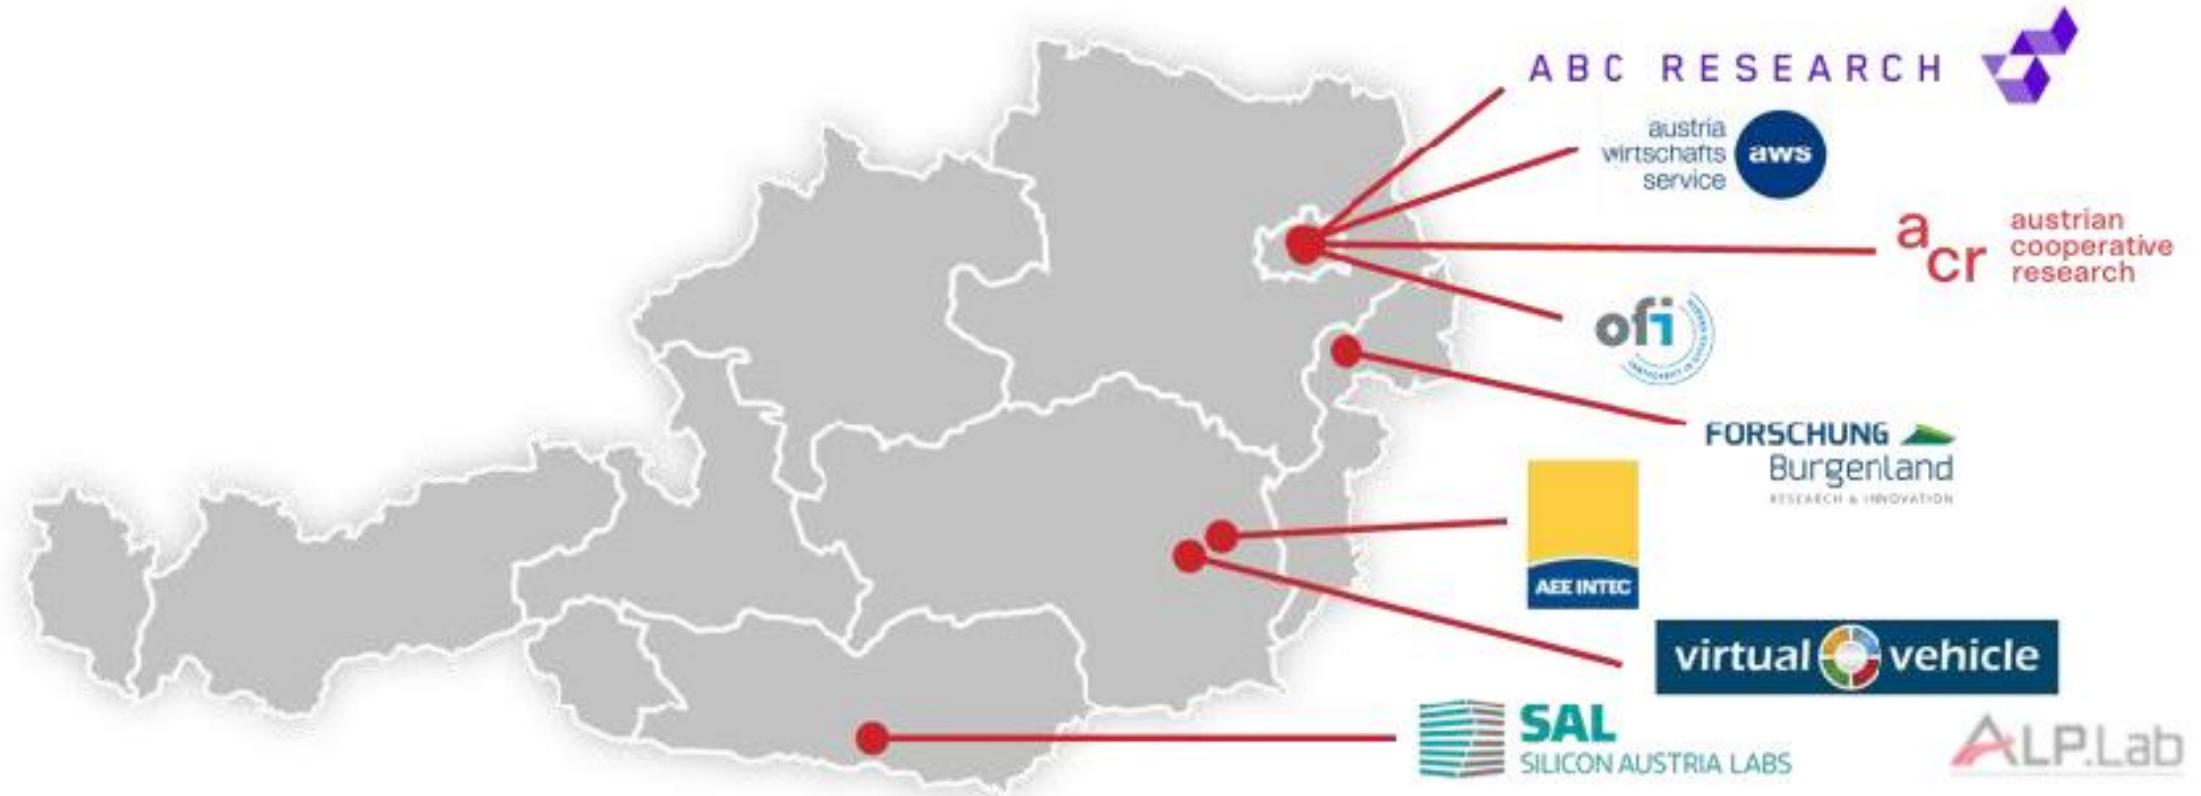 ABC RESEARCH
austria
wirtschafts
service
aws
acr
austrian
cooperative
research
ofi
FORSCHUNG
Burgenland
RESEARCH & INNOVATION
AEE INTEC
virtual vehicle
SAL
SILICON AUSTRIA LABS
ALP.Lab